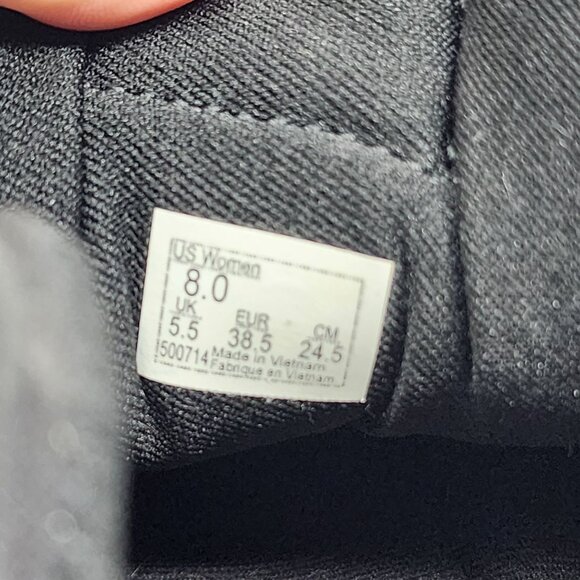 US Women
8.0
UK EUR CM
5.5 38.5 24.5
500714 Made in Vietnam
Fabrique en Vietnam